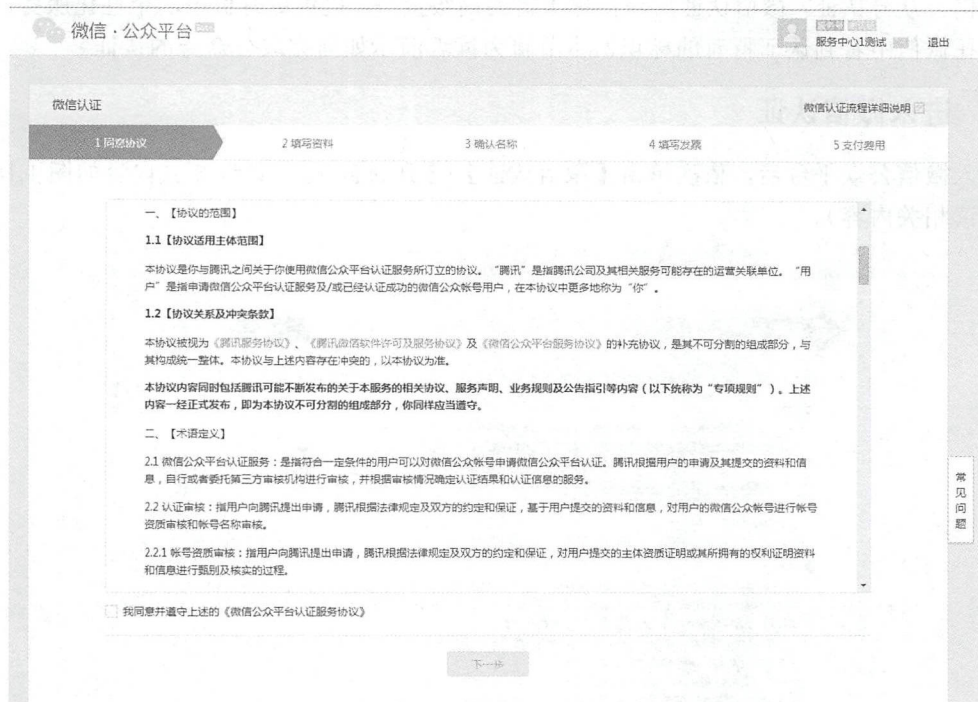 微信·公众平台
服务中心1测试 退出
微信认证 微信认证流程详细说明
1 同意协议 2 填写资料 3 确认名称 4 填写发票 5 支付费用
一、【协议的范围】
1.1【协议适用主体范围】
本协议是你与腾讯之间关于你使用微信公众平台认证服务所订立的协议。“腾讯”是指腾讯公司及其相关服务可能存在的运营关联单位。“用
户”是指申请微信公众平台认证服务及/或已经认证成功的微信公众帐号用户，在本协议中更多地称为“你”。
1.2【协议关系及冲突条款】
本协议被视为《腾讯服务协议》、《腾讯微信软件许可及服务协议》及《微信公众平台服务协议》的补充协议，是其不可分割的组成部分，与
其构成统一整体。本协议与上述内容存在冲突的，以本协议为准。
本协议内容同时包括腾讯可能不断发布的关于本服务的相关协议、服务声明、业务规则及公告指引等内容（以下统称为“专项规则”）。上述
内容一经正式发布，即为本协议不可分割的组成部分，你同样应当遵守。
二、【术语定义】
2.1 微信公众平台认证服务：是指符合一定条件的用户可以对微信公众帐号申请微信公众平台认证。腾讯根据用户的申请及其提交的资料和信
息，自行或者委托第三方审核机构进行审核，并根据审核情况确定认证结果和认证信息的服务。
2.2 认证审核：指用户向腾讯提出申请，腾讯根据法律规定及双方的约定和保证，基于用户提交的资料和信息，对用户的微信公众帐号进行帐号
资质审核和帐号名称审核。
2.2.1 帐号资质审核：指用户向腾讯提出申请，腾讯根据法律规定及双方的约定和保证，对用户提交的主体资质证明或其所拥有的权利证明资料
和信息进行甄别及核实的过程。
我同意并遵守上述的《微信公众平台认证服务协议》
下一步
常见问题